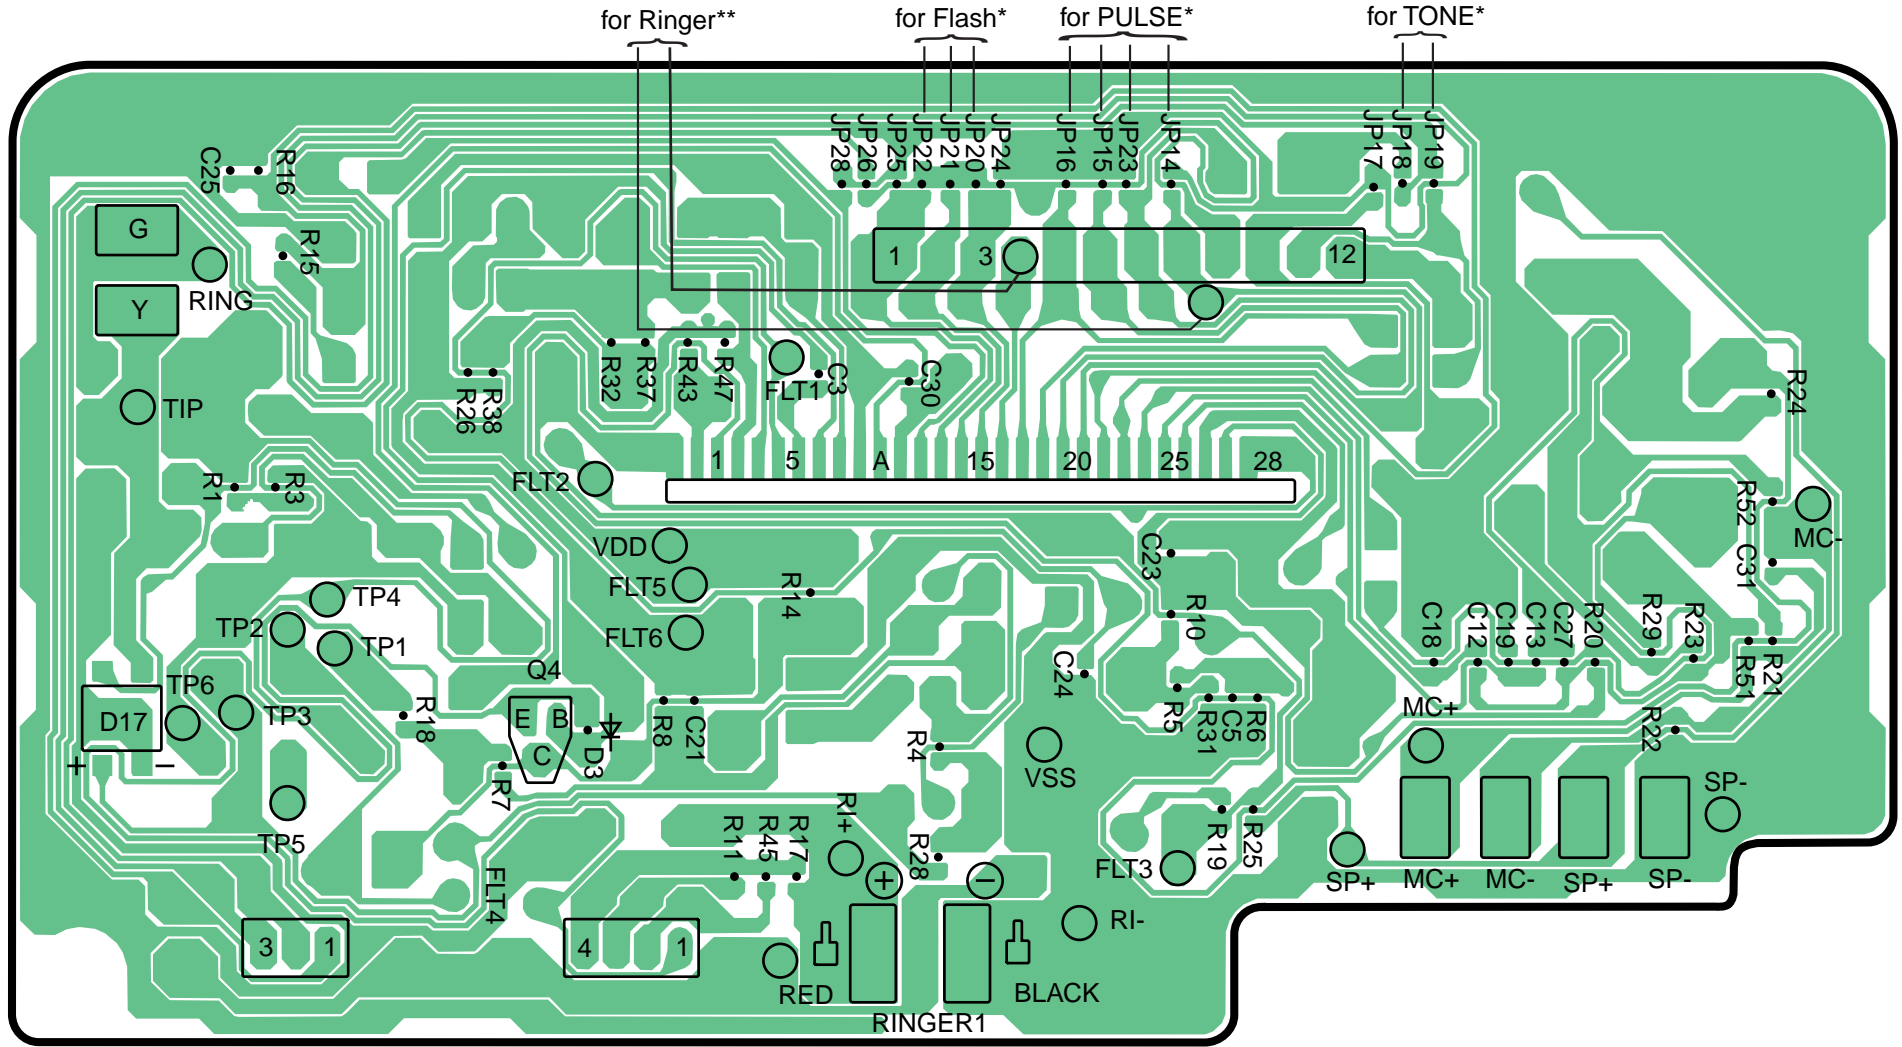 for Ringer** for Flash* for PULSE* for TONE*
JP28 JP26 JP25 JP22 JP21 JP20 JP24 JP16 JP15 JP23 JP14 JP17 JP18 JP19
C25 R16
G
R15
RING
1 3 12
Y
R32 R37 R43 R47 FLT1 C3 C30
R26 R38
R24
TIP
1 5 A 15 20 25 28
FLT2
R1 R3
R52
MC-
VDD
C23
C31
FLT5
R14
TP4
TP2
FLT6
R10
TP1
C18 C12 C19 C13 C27 R20 R29 R23
Q4
C24
R51 R21
TP6
D17
TP3
R18
E B
C
D3
R8 C21
R5 R31 C5 R6
MC+
R22
R4
VSS
+ −
R7
SP-
TP5
RI+
R11 R45 R17
R28
FLT3
R19 R25
SP+ MC+ MC- SP+ SP-
FLT4
+ −
RI-
3 1
4 1
RED
BLACK
RINGER1